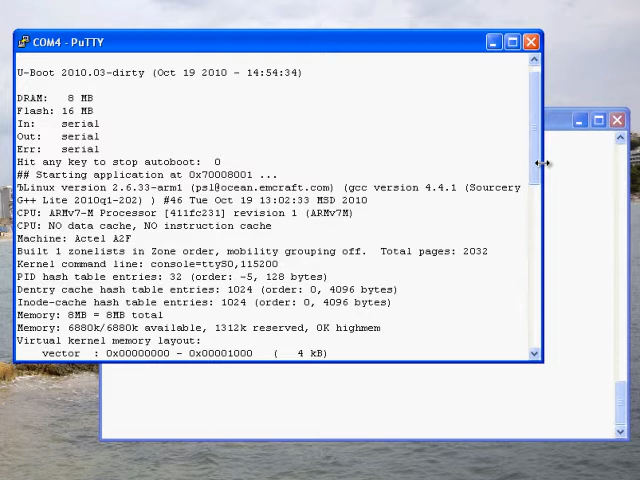 COM4 - PuTTY
U-Boot 2010.03-dirty (Oct 19 2010 - 14:54:34)
DRAM:   8 MB
Flash: 16 MB
In:    serial
Out:   serial
Err:   serial
Hit any key to stop autoboot:  0
## Starting application at 0x70008001 ...
Linux version 2.6.33-arm1 (psl@ocean.emcraft.com) (gcc version 4.4.1 (Sourcery
G++ Lite 2010q1-202) ) #46 Tue Oct 19 13:02:33 MSD 2010
CPU: ARMv7-M Processor [411fc231] revision 1 (ARMv7M)
CPU: NO data cache, NO instruction cache
Machine: Actel A2F
Built 1 zonelists in Zone order, mobility grouping off.  Total pages: 2032
Kernel command line: console=ttyS0,115200
PID hash table entries: 32 (order: -5, 128 bytes)
Dentry cache hash table entries: 1024 (order: 0, 4096 bytes)
Inode-cache hash table entries: 1024 (order: 0, 4096 bytes)
Memory: 8MB = 8MB total
Memory: 6880k/6880k available, 1312k reserved, 0K highmem
Virtual kernel memory layout:
    vector  : 0x00000000 - 0x00001000   (   4 kB)